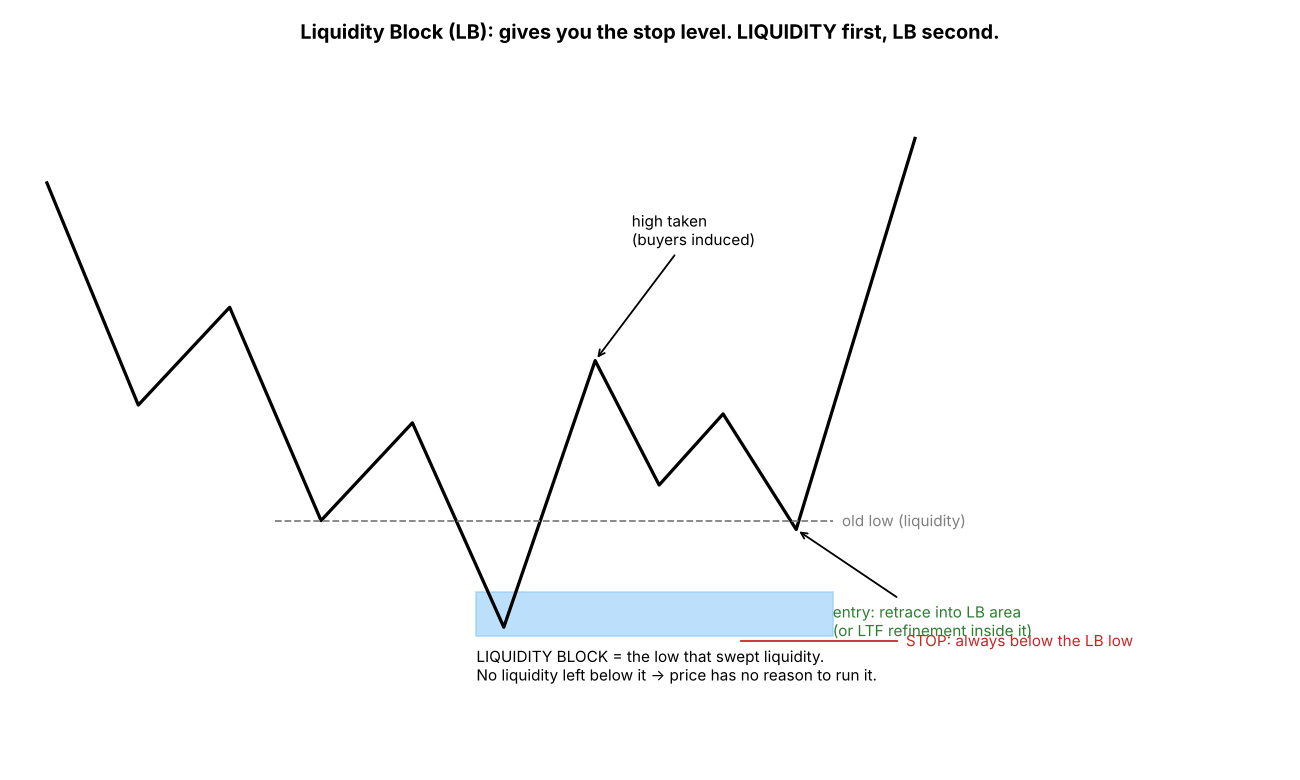 Liquidity Block (LB): gives you the stop level. LIQUIDITY first, LB second.
high taken
(buyers induced)
old low (liquidity)
entry: retrace into LB area
(or LTF refinement inside it)
STOP: always below the LB low
LIQUIDITY BLOCK = the low that swept liquidity.
No liquidity left below it → price has no reason to run it.